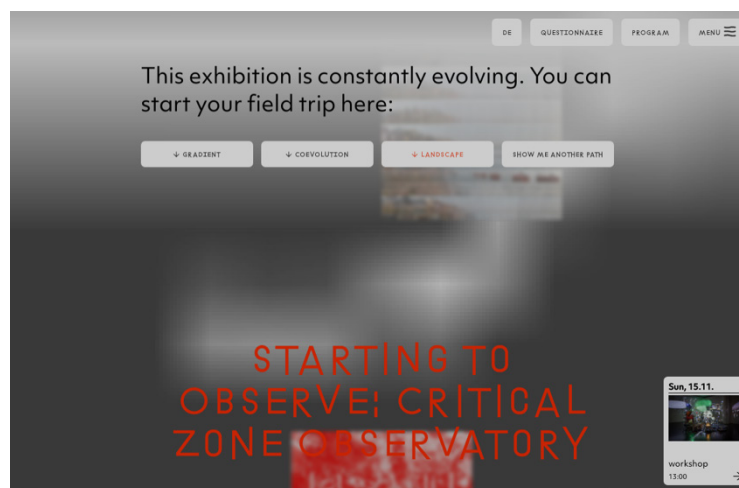 DE QUESTIONNAIRE PROGRAM MENU
This exhibition is constantly evolving. You can
start your field trip here:
↓ GRADIENT ↓ COEVOLUTION ↓ LANDSCAPE SHOW ME ANOTHER PATH
STARTING TO
OBSERVE: CRITICAL
ZONE OBSERVATORY
Sun, 15.11.
workshop
13:00 →